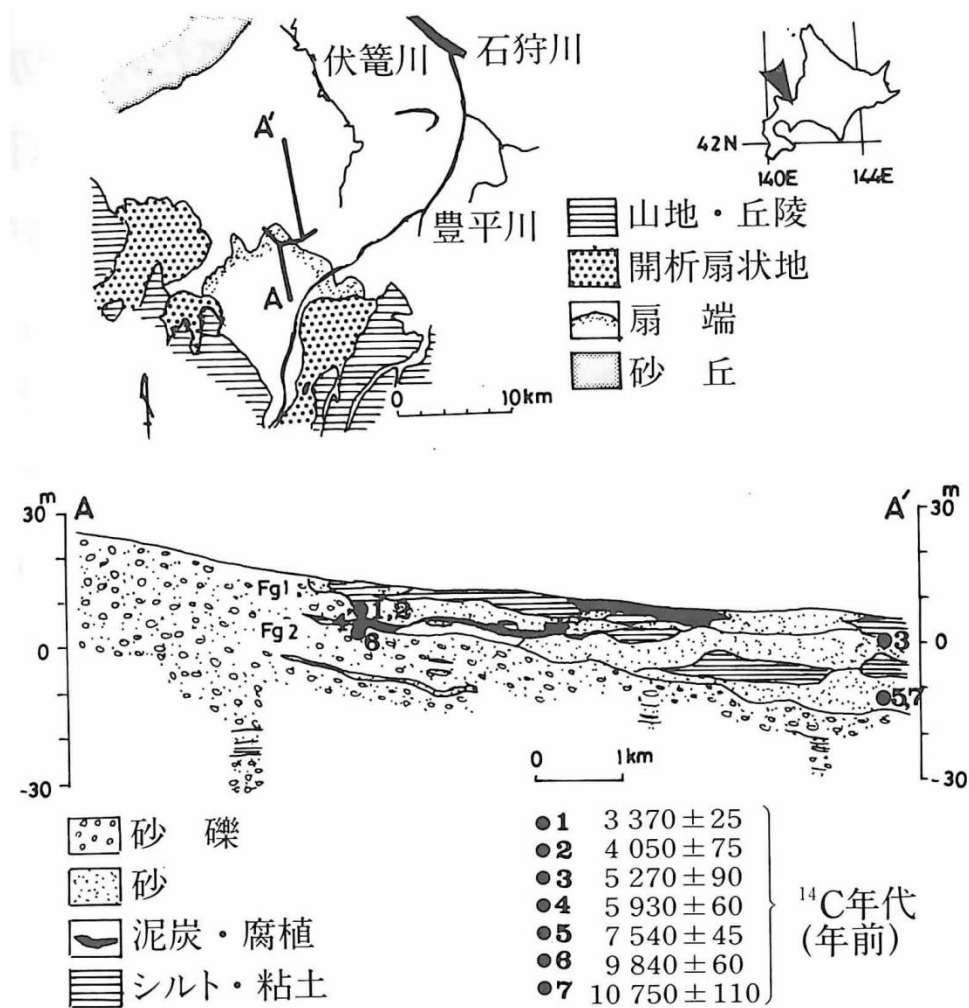 伏篭川
石狩川
A'
A
豊平川
42N
140E
144E
山地・丘陵
開析扇状地
扇 端
砂 丘
0
10km
m
A
A'
m
30
30
Fg1
1,2
Fg2
6
3
0
0
5,7
0
1km
-30
-30
砂 礫
砂
泥炭・腐植
シルト・粘土
1 3 370±25
2 4 050±75
3 5 270±90
4 5 930±60
5 7 540±45
6 9 840±60
7 10 750±110
¹⁴C年代
(年前)